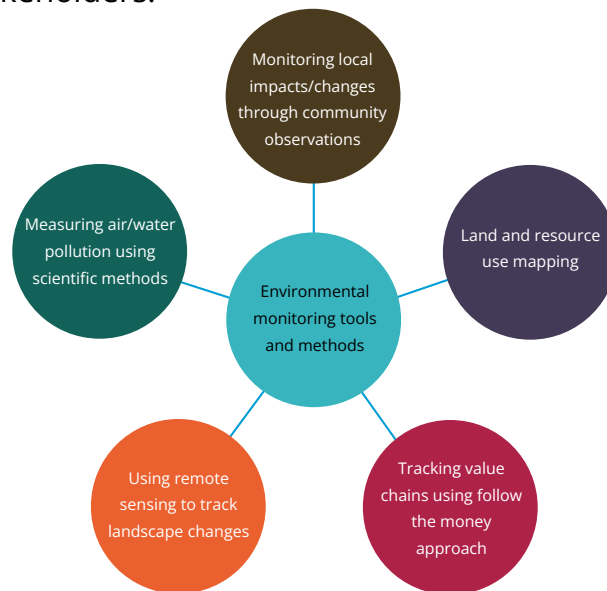 Monitoring local
impacts/changes
through community
observations
Measuring air/water
pollution using
scientific methods
Land and resource
use mapping
Environmental
monitoring tools
and methods
Using remote
sensing to track
landscape changes
Tracking value
chains using follow
the money
approach